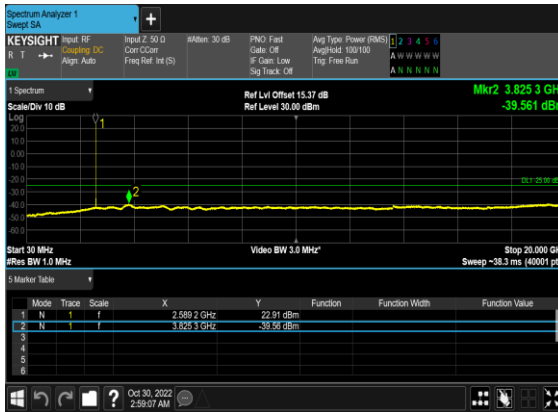 Spectrum Analyzer 1
Swept SA
+
KEYSIGHT Input: RF Input Z: 50 Ω #Atten: 30 dB PNO: Fast Avg Type: Power (RMS) 1 2 3 4 5 6
R T Coupling: DC Corr CCorr Gate: Off Avg|Hold: 100/100 A W W W W W
Align: Auto Freq Ref: Int (S) IF Gain: Low Trig: Free Run
Sig Track: Off A N N N N N
1 Spectrum Ref Lvl Offset 15.37 dB Mkr2 3.825 3 GH
Scale/Div 10 dB Ref Level 30.00 dBm -39.561 dB
Log
1
20.0
10.0
0.00
-10.0
-20.0
DL1 -25.00 dB
-30.0
2
-40.0
-50.0
-60.0
Start 30 MHz Video BW 3.0 MHz* Stop 20.000 GH
#Res BW 1.0 MHz Sweep ~38.3 ms (40001 pt
5 Marker Table
Mode Trace Scale X Y Function Function Width Function Value
1 N 1 f 2.589 2 GHz 22.91 dBm
2 N 1 f 3.825 3 GHz -39.56 dBm
3
4
5
6
? Oct 30, 2022
2:59:07 AM